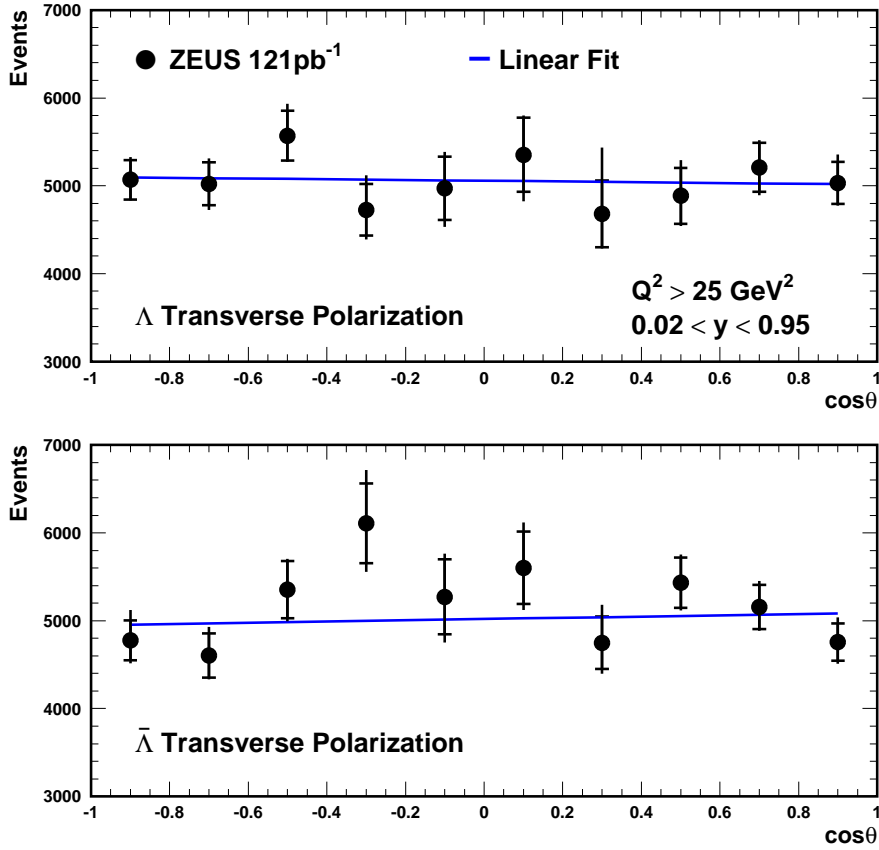 Events
7000
6000
5000
4000
3000
ZEUS 121pb⁻¹
Linear Fit
Λ Transverse Polarization
Q² > 25 GeV²
0.02 < y < 0.95
-1 -0.8 -0.6 -0.4 -0.2 0 0.2 0.4 0.6 0.8 1
cosθ
Events
7000
6000
5000
4000
3000
Λ̄ Transverse Polarization
-1 -0.8 -0.6 -0.4 -0.2 0 0.2 0.4 0.6 0.8 1
cosθ